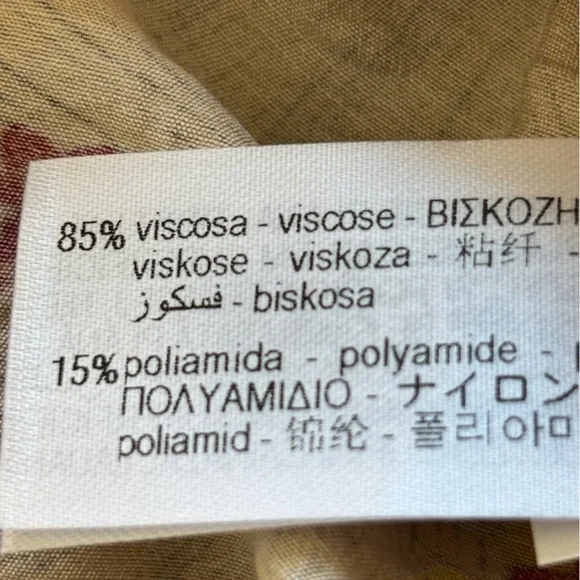 85% viscosa - viscose - ΒΙΣΚΟΖΗ
viskose - viskoza - 粘纤 -
فسكوز - biskosa
15% poliamida - polyamide -
ΠΟΛΥΑΜΙΔΙΟ - ナイロン
poliamid - 锦纶 - 폴리아미